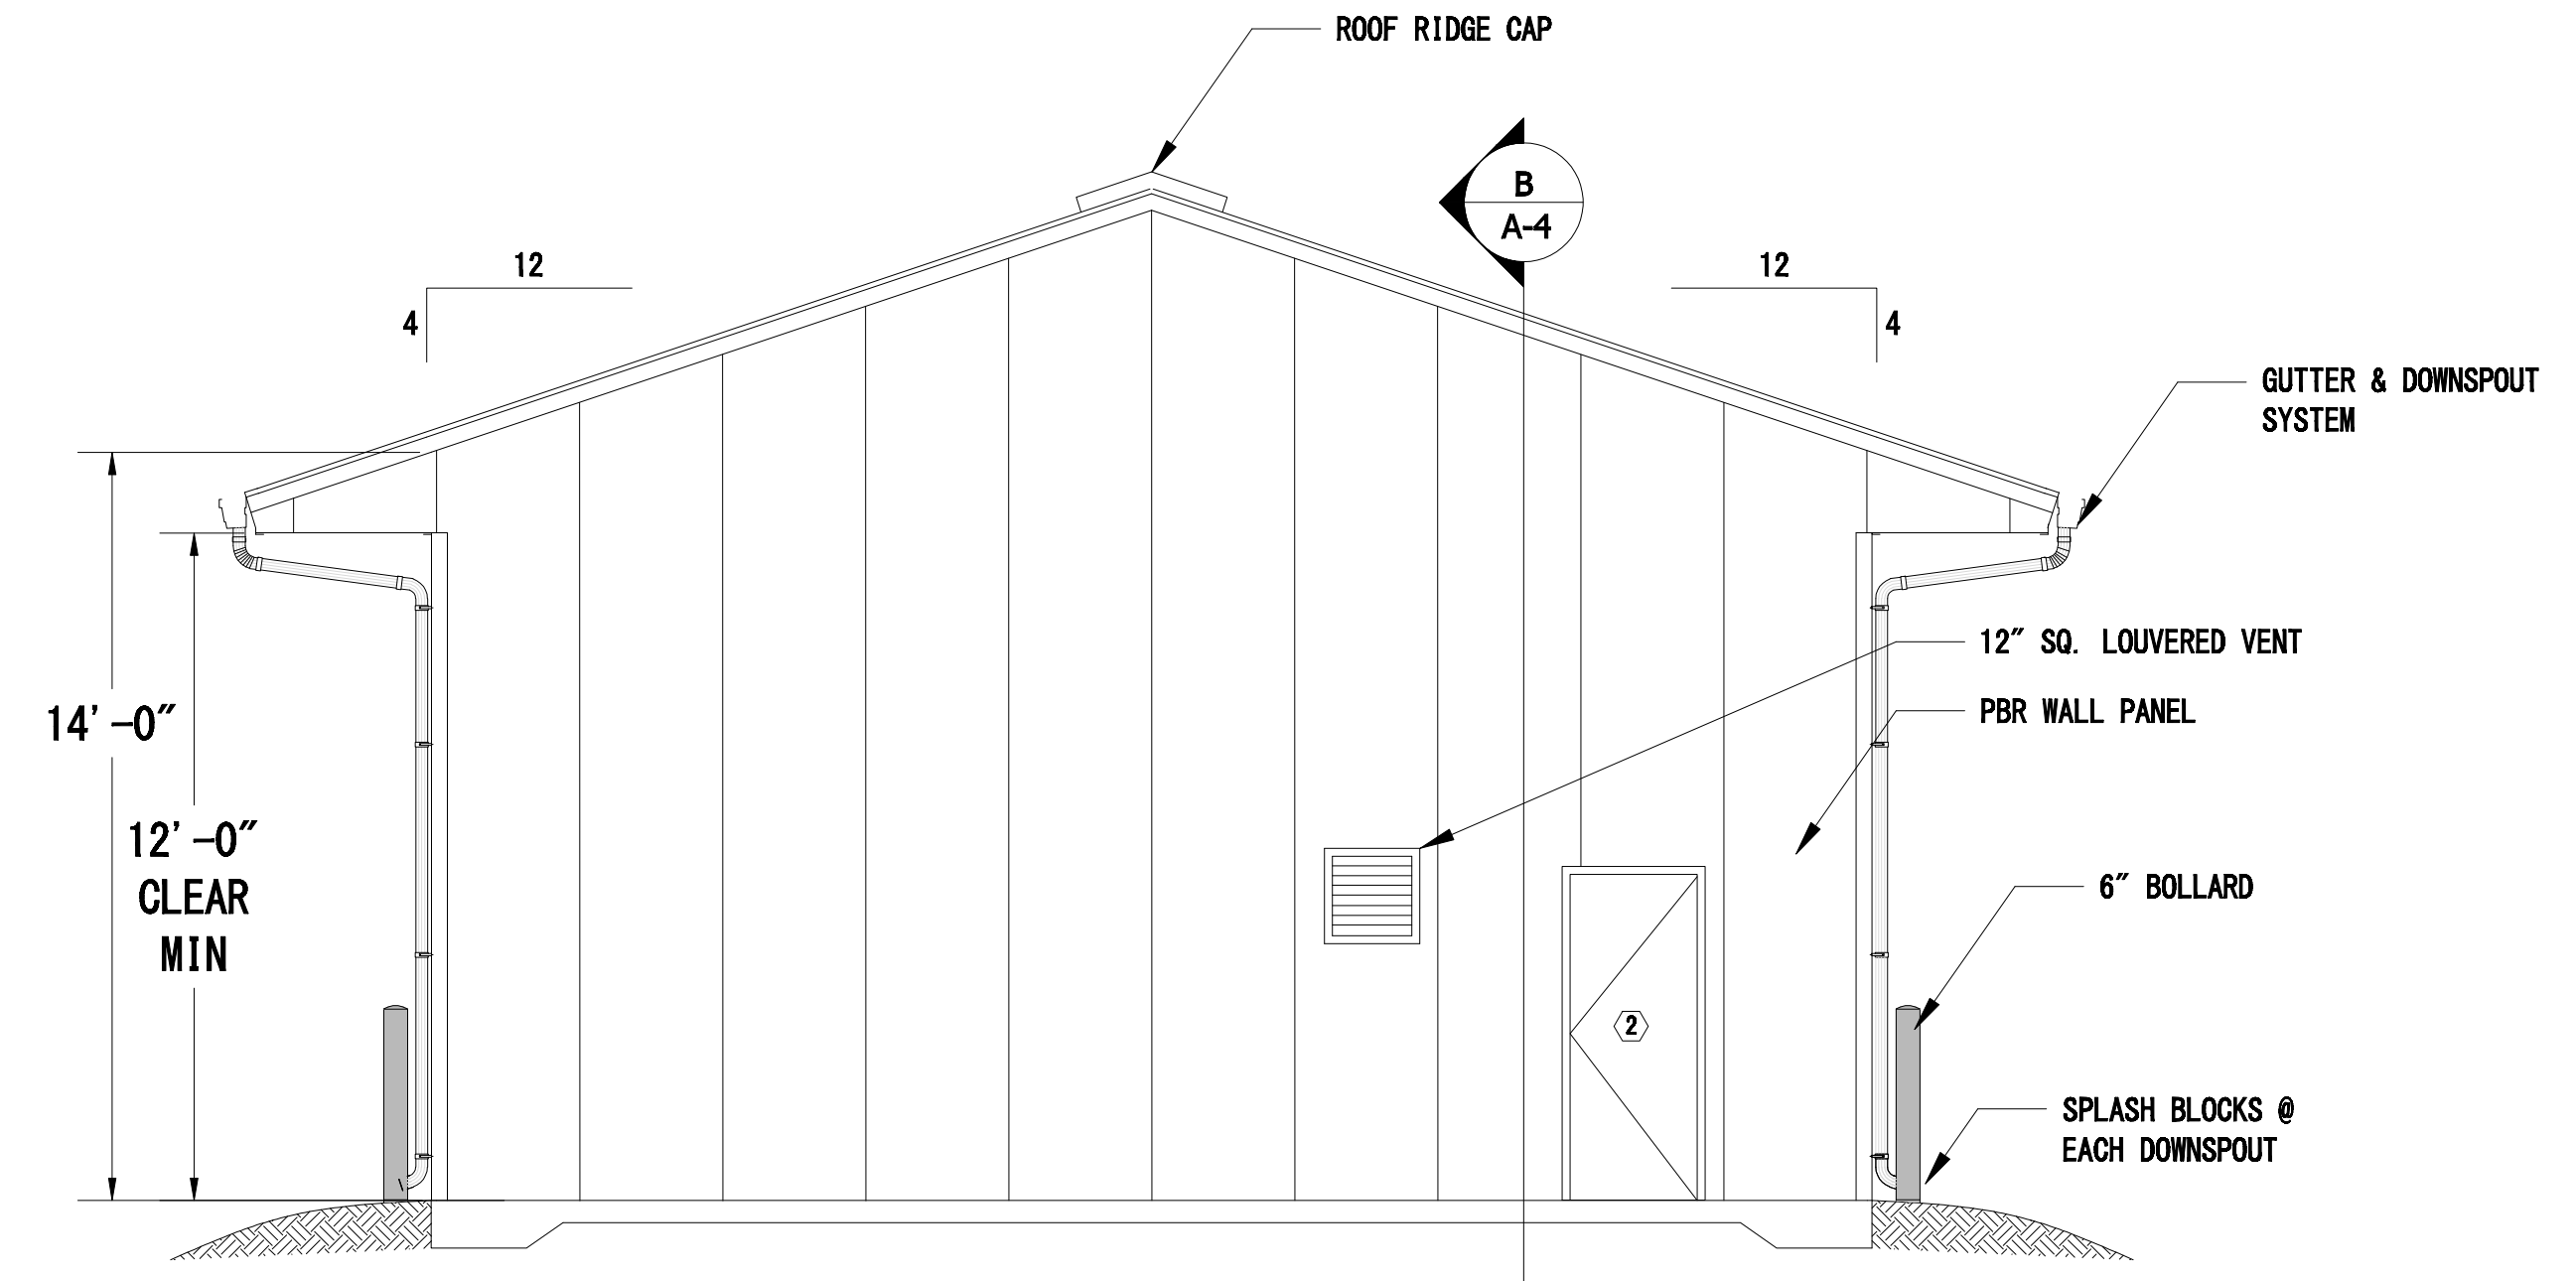 ROOF RIDGE CAP
B
A-4
12
4
12
4
GUTTER & DOWNSPOUT
SYSTEM
12" SQ. LOUVERED VENT
14'-0"
PBR WALL PANEL
12'-0"
CLEAR
MIN
6" BOLLARD
2
SPLASH BLOCKS @
EACH DOWNSPOUT